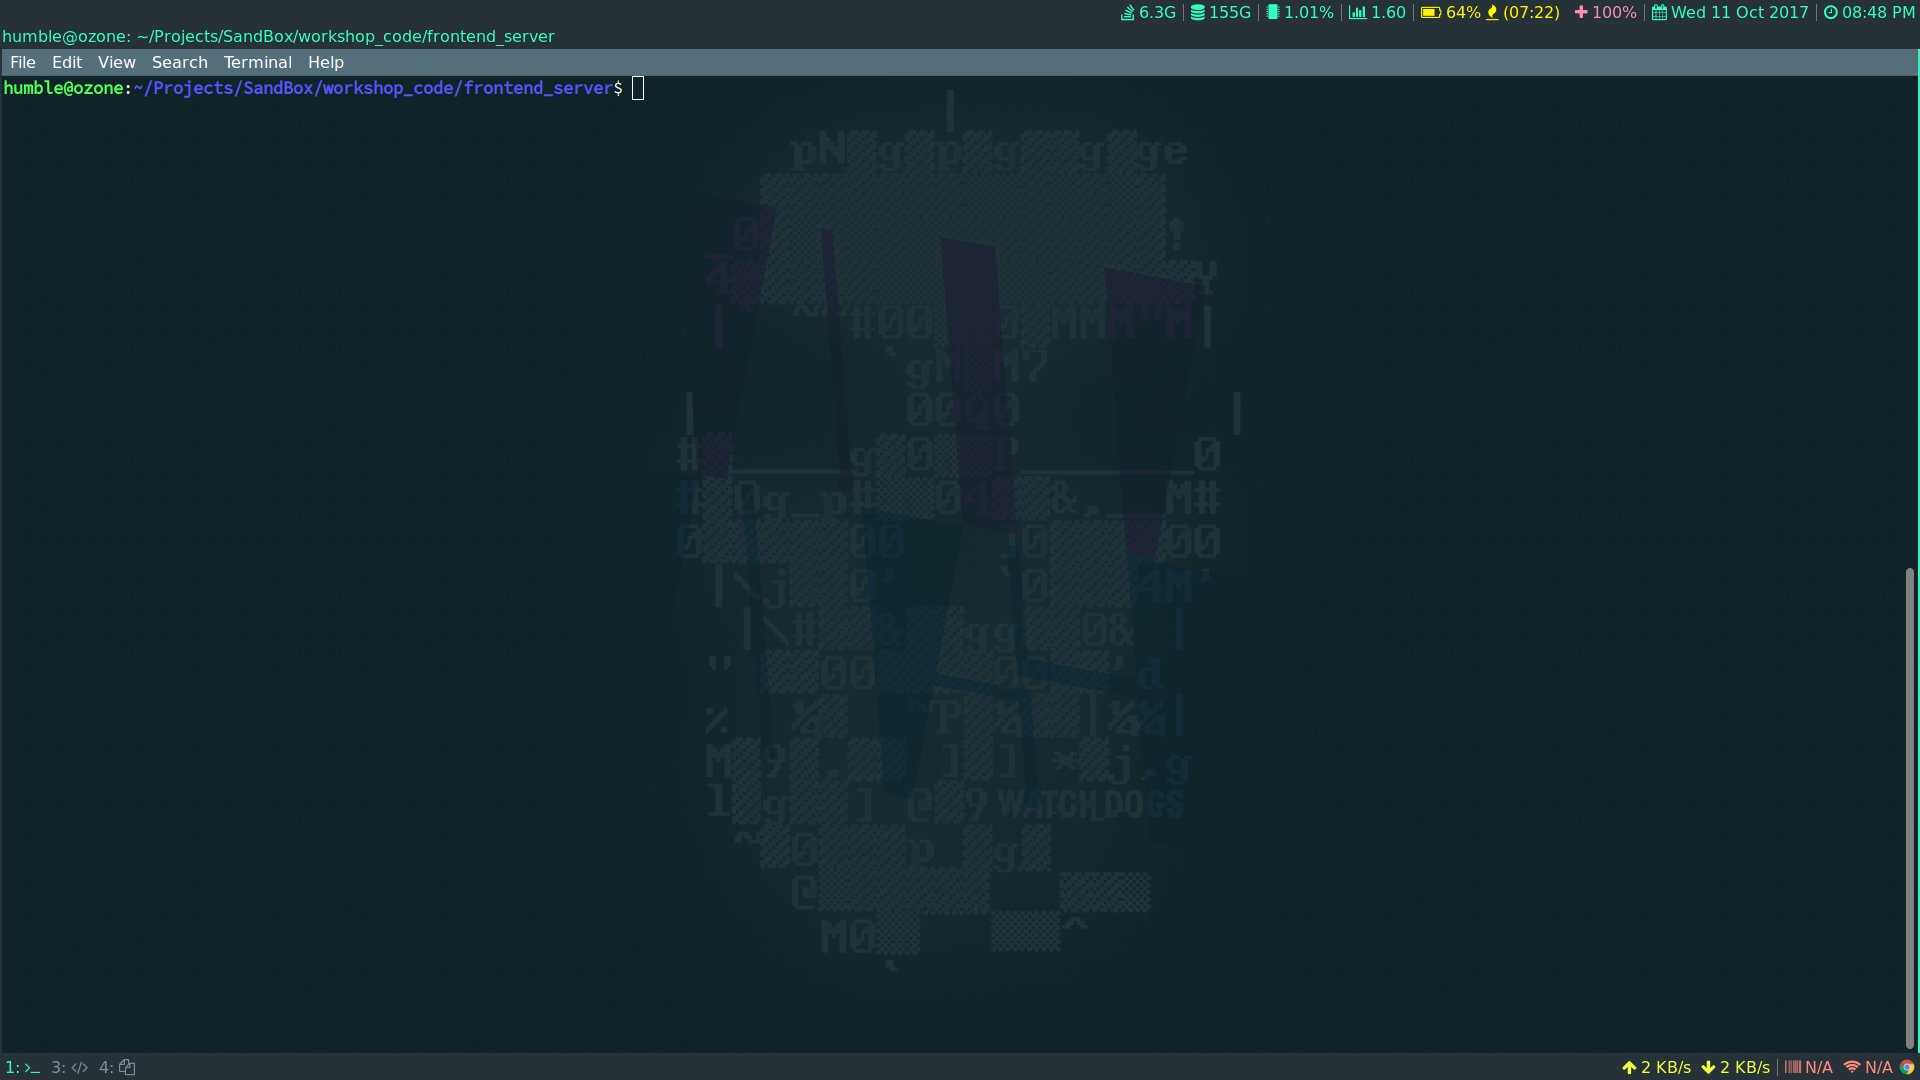 6.3G 155G 1.01% 1.60 64% (07:22) 100% Wed 11 Oct 2017 08:48 PM
humble@ozone: ~/Projects/SandBox/workshop_code/frontend_server
File Edit View Search Terminal Help
humble@ozone:~/Projects/SandBox/workshop_code/frontend_server$
WATCH_DOGS
1: >_ 3: </> 4: 2 KB/s 2 KB/s N/A N/A